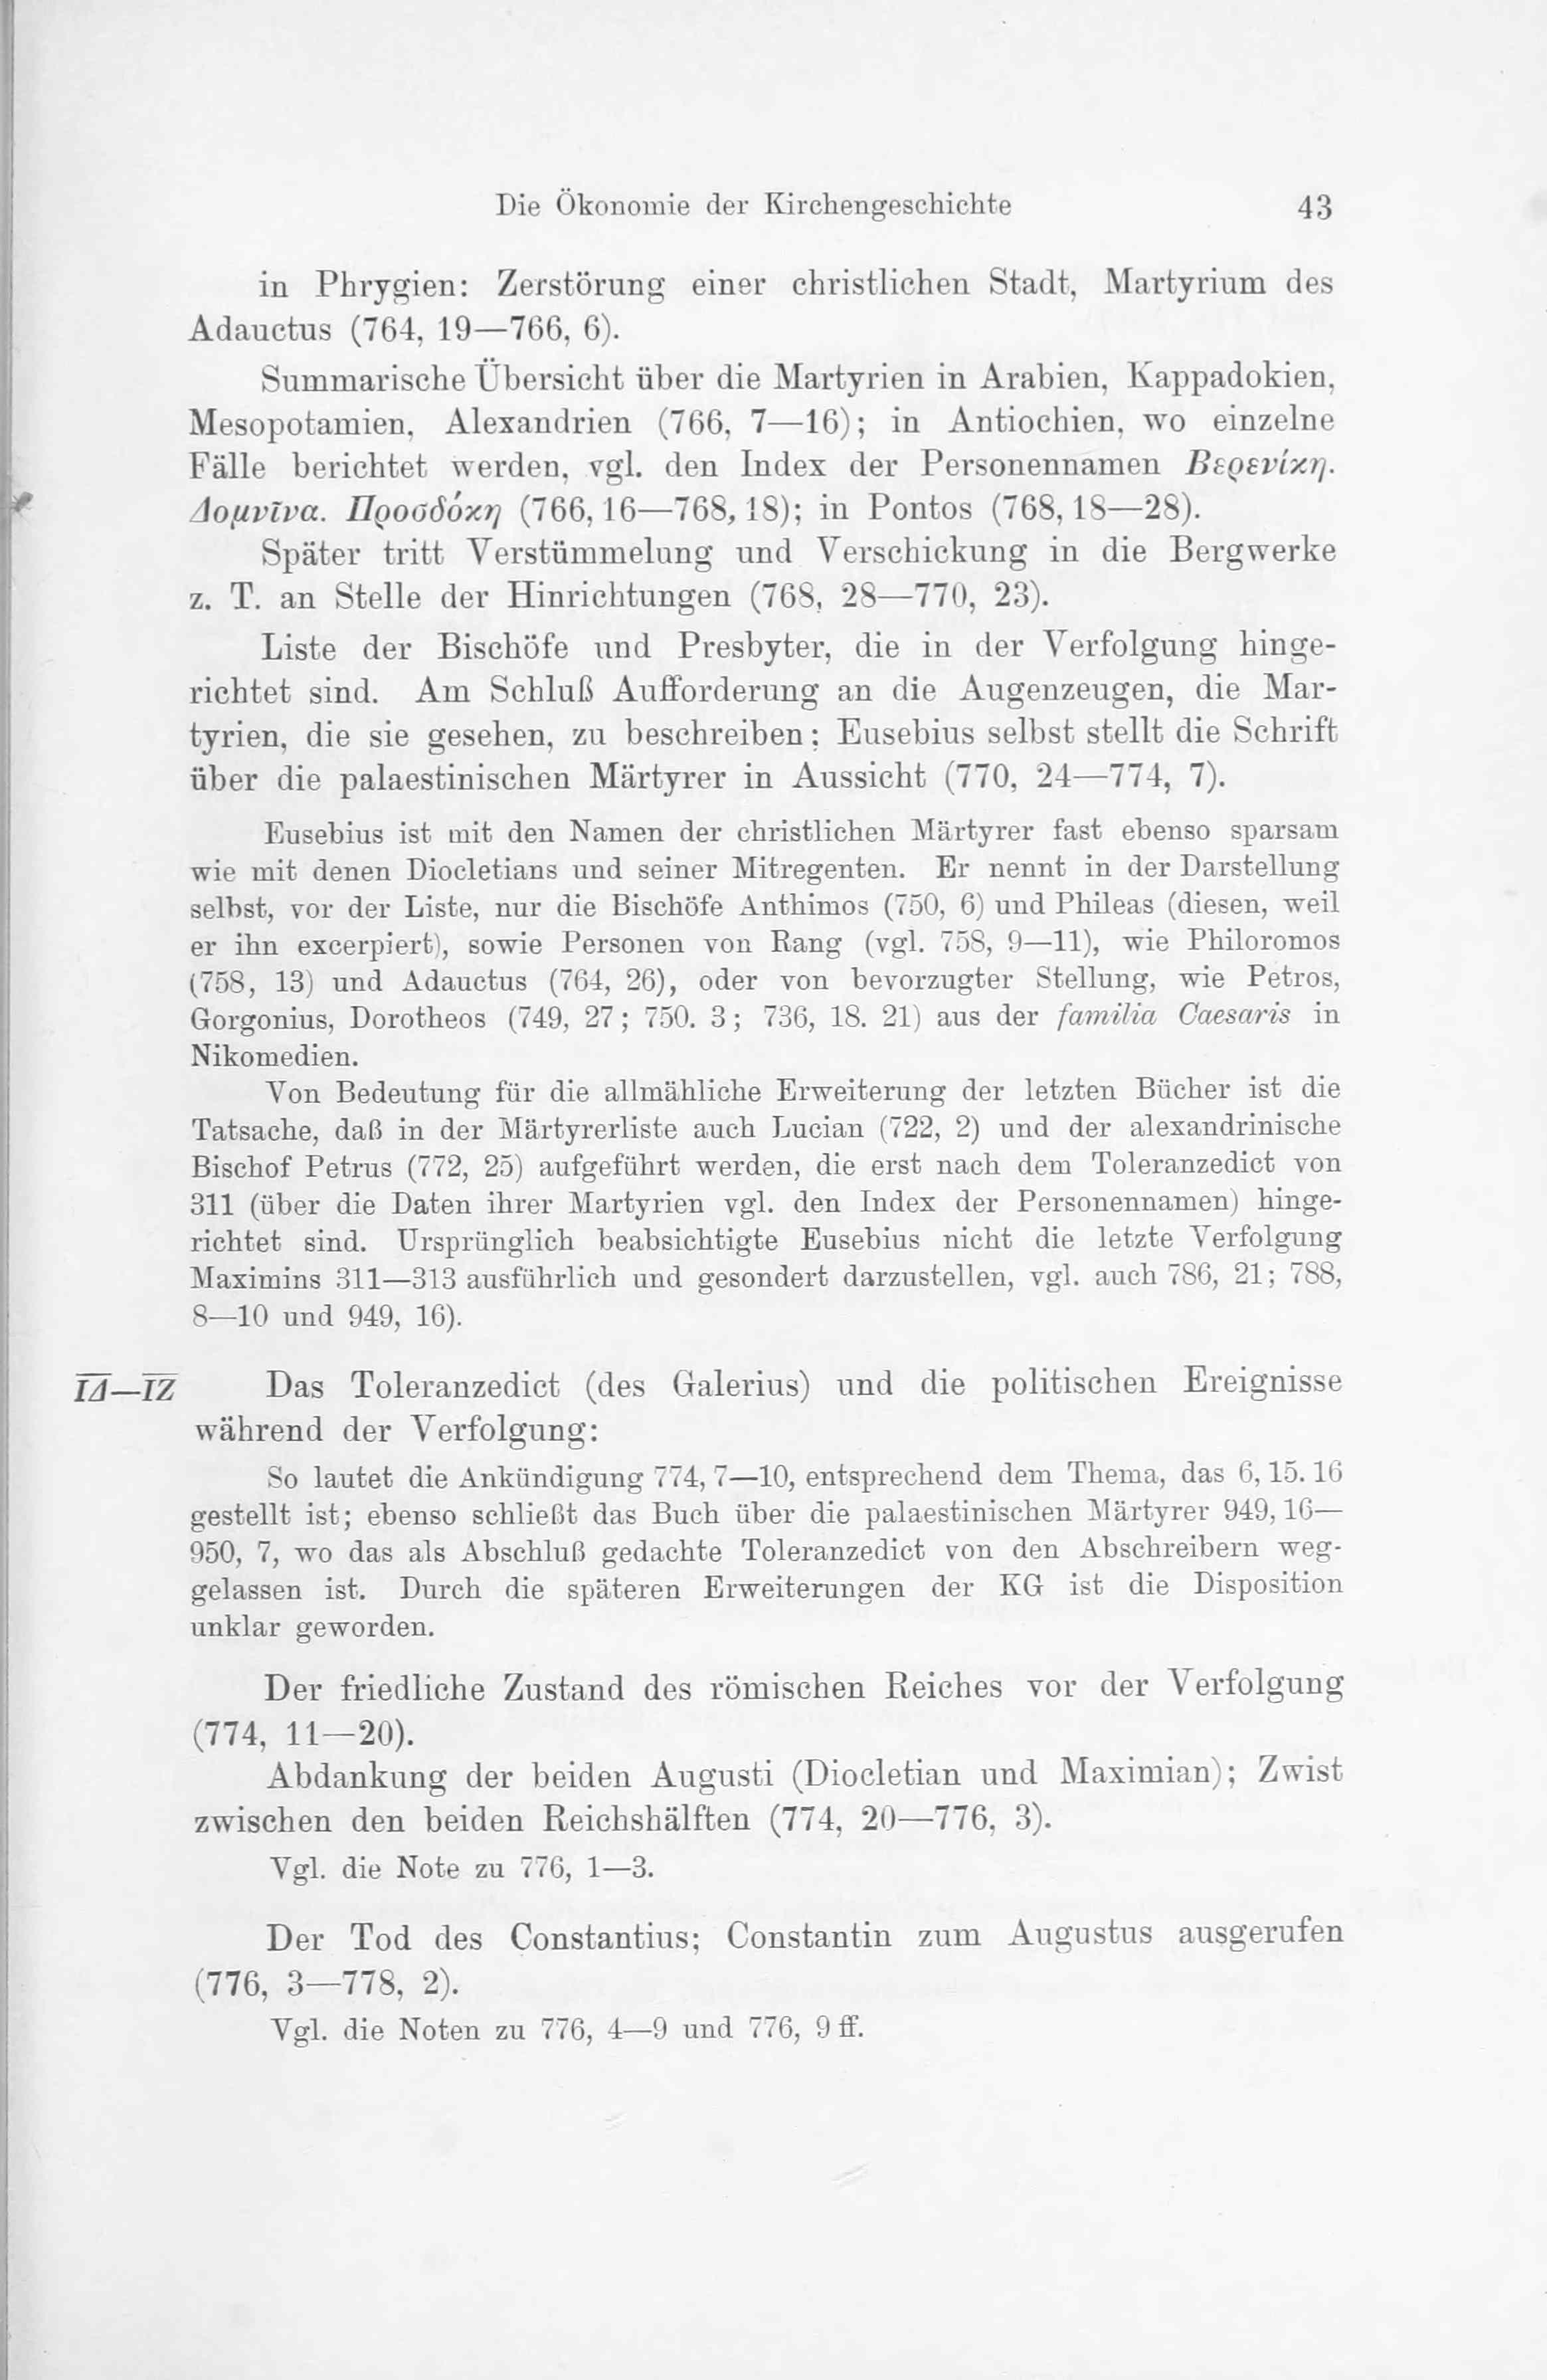 Die Ökonomie der Kirchengeschichte 43
in Phrygien: Zerstörung einer christlichen Stadt, Martyrium des
Adauctus (764, 19—766, 6).
Summarische Übersicht über die Martyrien in Arabien, Kappadokien,
Mesopotamien, Alexandrien (766, 7—16); in Antiochien, wo einzelne
Fälle berichtet werden, vgl. den Index der Personennamen Βερενίκη.
Δομνῖνα. Προσδόκη (766, 16—768, 18); in Pontos (768, 18—28).
Später tritt Verstümmelung und Verschickung in die Bergwerke
z. T. an Stelle der Hinrichtungen (768, 28—770, 23).
Liste der Bischöfe und Presbyter, die in der Verfolgung hinge-
richtet sind. Am Schluß Aufforderung an die Augenzeugen, die Mar-
tyrien, die sie gesehen, zu beschreiben; Eusebius selbst stellt die Schrift
über die palaestinischen Märtyrer in Aussicht (770, 24—774, 7).
Eusebius ist mit den Namen der christlichen Märtyrer fast ebenso sparsam
wie mit denen Diocletians und seiner Mitregenten. Er nennt in der Darstellung
selbst, vor der Liste, nur die Bischöfe Anthimos (750, 6) und Phileas (diesen, weil
er ihn excerpiert), sowie Personen von Rang (vgl. 758, 9—11), wie Philoromos
(758, 13) und Adauctus (764, 26), oder von bevorzugter Stellung, wie Petros,
Gorgonius, Dorotheos (749, 27; 750. 3; 736, 18. 21) aus der familia Caesaris in
Nikomedien.
Von Bedeutung für die allmähliche Erweiterung der letzten Bücher ist die
Tatsache, daß in der Märtyrerliste auch Lucian (722, 2) und der alexandrinische
Bischof Petrus (772, 25) aufgeführt werden, die erst nach dem Toleranzedict von
311 (über die Daten ihrer Martyrien vgl. den Index der Personennamen) hinge-
richtet sind. Ursprünglich beabsichtigte Eusebius nicht die letzte Verfolgung
Maximins 311—313 ausführlich und gesondert darzustellen, vgl. auch 786, 21; 788,
8—10 und 949, 16).
ΙΔ—ΙΖ Das Toleranzedict (des Galerius) und die politischen Ereignisse
während der Verfolgung:
So lautet die Ankündigung 774, 7—10, entsprechend dem Thema, das 6, 15. 16
gestellt ist; ebenso schließt das Buch über die palaestinischen Märtyrer 949, 16—
950, 7, wo das als Abschluß gedachte Toleranzedict von den Abschreibern weg-
gelassen ist. Durch die späteren Erweiterungen der KG ist die Disposition
unklar geworden.
Der friedliche Zustand des römischen Reiches vor der Verfolgung
(774, 11—20).
Abdankung der beiden Augusti (Diocletian und Maximian); Zwist
zwischen den beiden Reichshälften (774, 20—776, 3).
Vgl. die Note zu 776, 1—3.
Der Tod des Constantius; Constantin zum Augustus ausgerufen
(776, 3—778, 2).
Vgl. die Noten zu 776, 4—9 und 776, 9 ff.